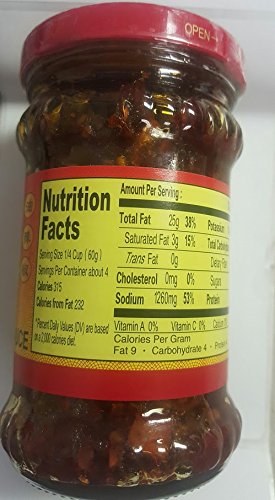 OPEN→
Nutrition
Facts
Serving Size 1/4 Cup (60g)
Servings Per Container about 4
Calories 315
Calories from Fat 232
*Percent Daily Values (DV) are based
on a 2,000 calories diet.
Amount Per Serving:
Total Fat 25g 38%
Saturated Fat 3g 15%
Trans Fat 0g
Cholesterol 0mg 0%
Sodium 1260mg 53%
Potassium
Total Carbohydrate
Dietary Fiber
Sugars
Protein
Vitamin A 0% Vitamin C 0% Calcium
Calories Per Gram
Fat 9 · Carbohydrate 4 ·